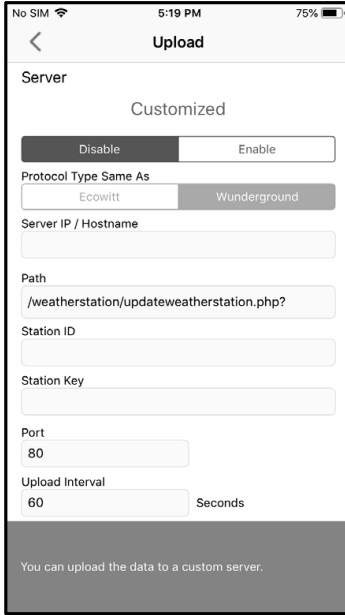 No SIM 5:19 PM 75%
Upload
Server
Customized
Disable Enable
Protocol Type Same As
Ecowitt Wunderground
Server IP / Hostname
Path
/weatherstation/updateweatherstation.php?
Station ID
Station Key
Port
80
Upload Interval
60 Seconds
You can upload the data to a custom server.